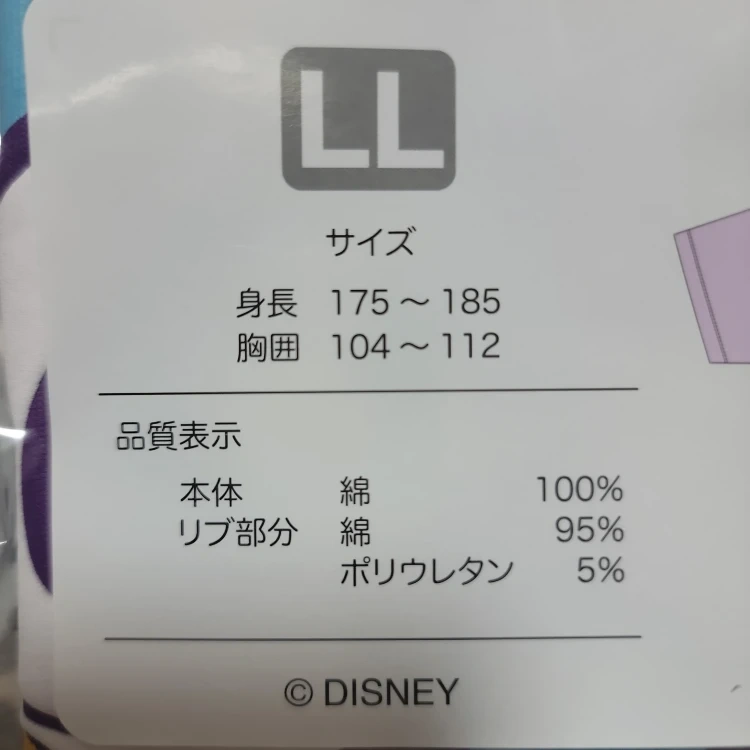 LL
サイズ
身長 175～185
胸囲 104～112
品質表示
本体 綿 100%
リブ部分 綿 95%
ポリウレタン 5%
© DISNEY